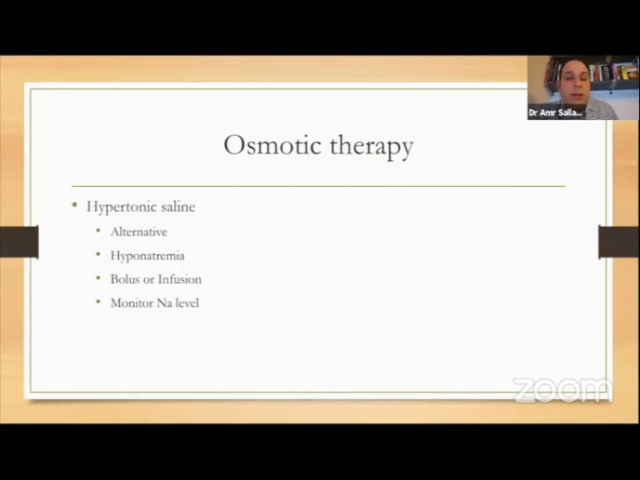 Dr Amr Salla...
Osmotic therapy
• Hypertonic saline
• Alternative
• Hyponatremia
• Bolus or Infusion
• Monitor Na level
zoom